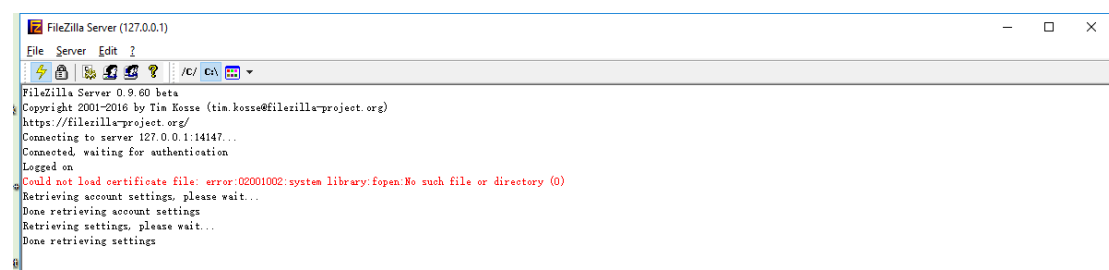 FileZilla Server (127.0.0.1)
File Server Edit ?
/C/ C:\
FileZilla Server 0.9.60 beta
Copyright 2001-2016 by Tim Kosse (tim.kosse@filezilla-project.org)
https://filezilla-project.org/
Connecting to server 127.0.0.1:14147...
Connected, waiting for authentication
Logged on
Could not load certificate file: error:02001002:system library:fopen:No such file or directory (0)
Retrieving account settings, please wait...
Done retrieving account settings
Retrieving settings, please wait...
Done retrieving settings